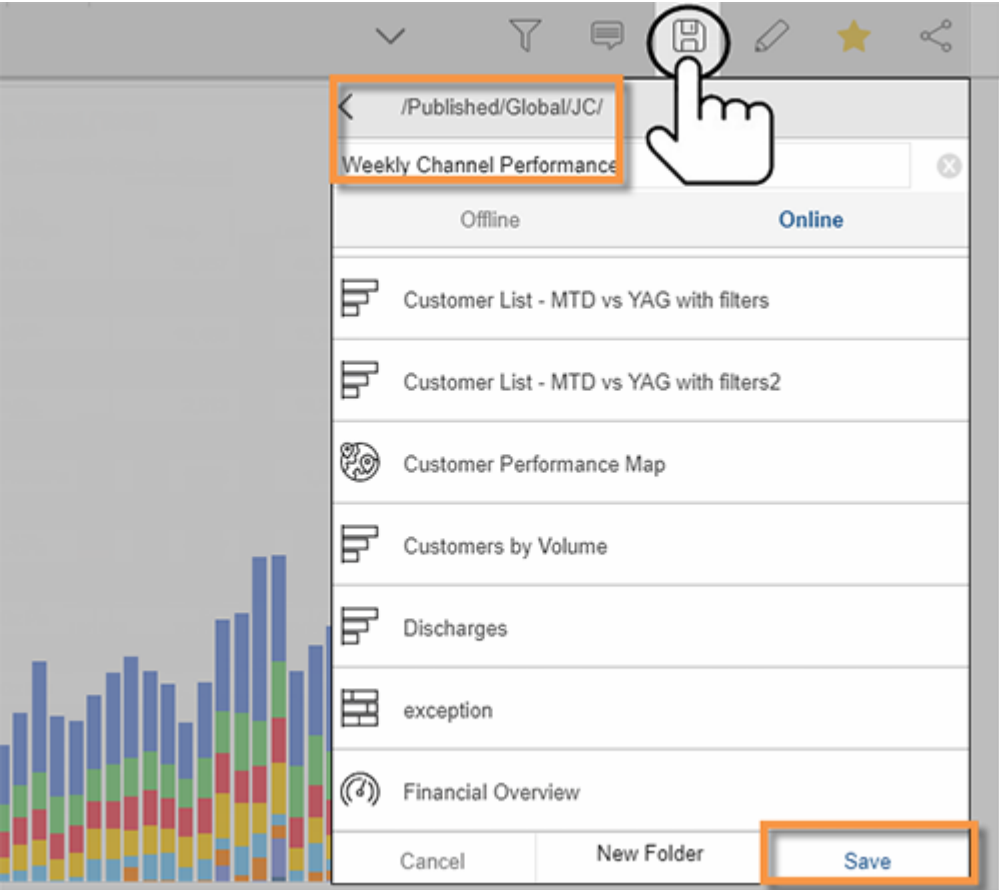 /Published/Global/JC/
Weekly Channel Performance
Offline Online
Customer List - MTD vs YAG with filters
Customer List - MTD vs YAG with filters2
Customer Performance Map
Customers by Volume
Discharges
exception
Financial Overview
Cancel New Folder Save